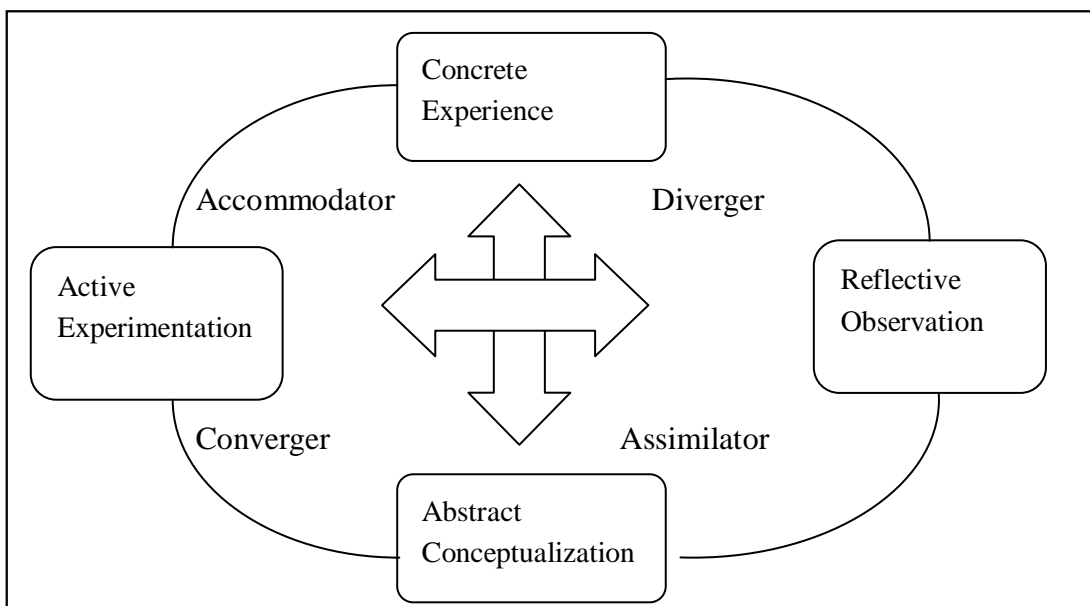 Concrete
Experience
Accommodator
Diverger
Active
Experimentation
Reflective
Observation
Converger
Assimilator
Abstract
Conceptualization